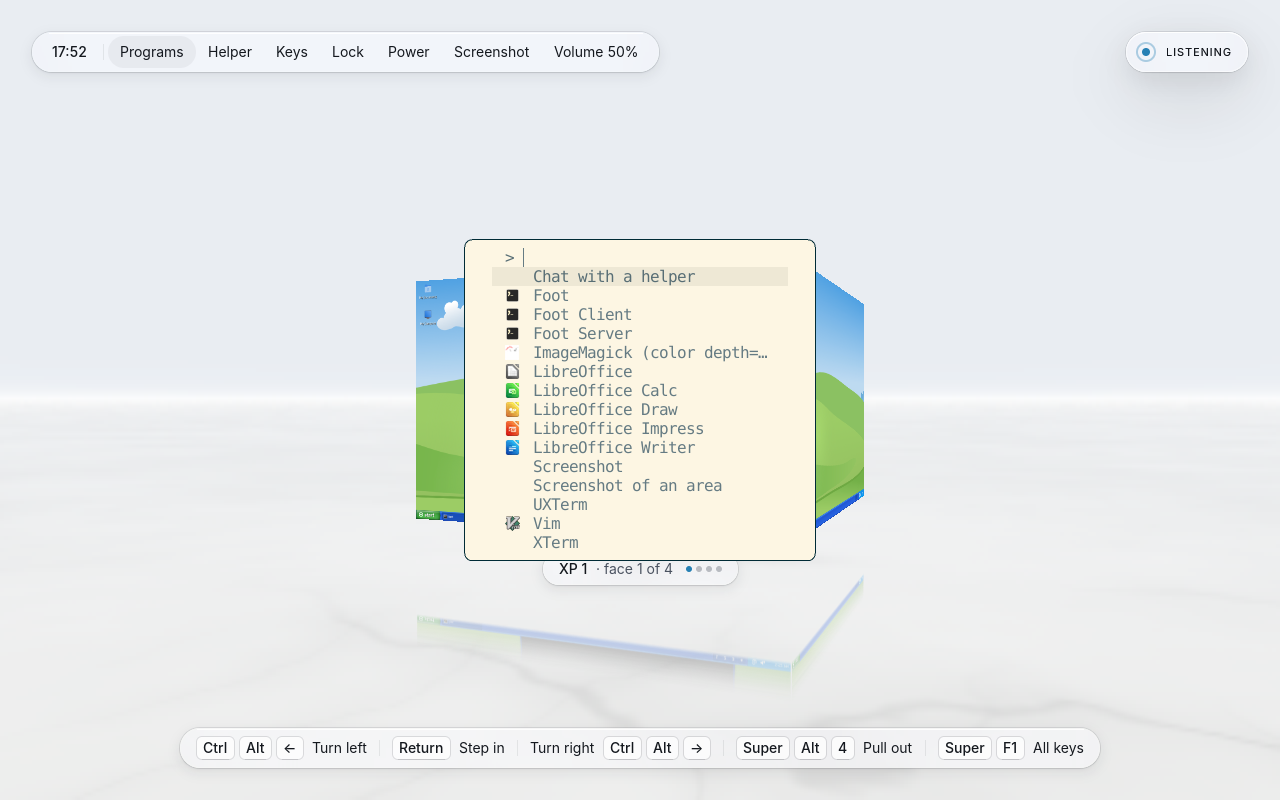 17:52 Programs Helper Keys Lock Power Screenshot Volume 50%
LISTENING
>
Chat with a helper
Foot
Foot Client
Foot Server
ImageMagick (color depth=…
LibreOffice
LibreOffice Calc
LibreOffice Draw
LibreOffice Impress
LibreOffice Writer
Screenshot
Screenshot of an area
UXTerm
Vim
XTerm
start
XP 1 · face 1 of 4
Ctrl Alt ← Turn left Return Step in Turn right Ctrl Alt → Super Alt 4 Pull out Super F1 All keys